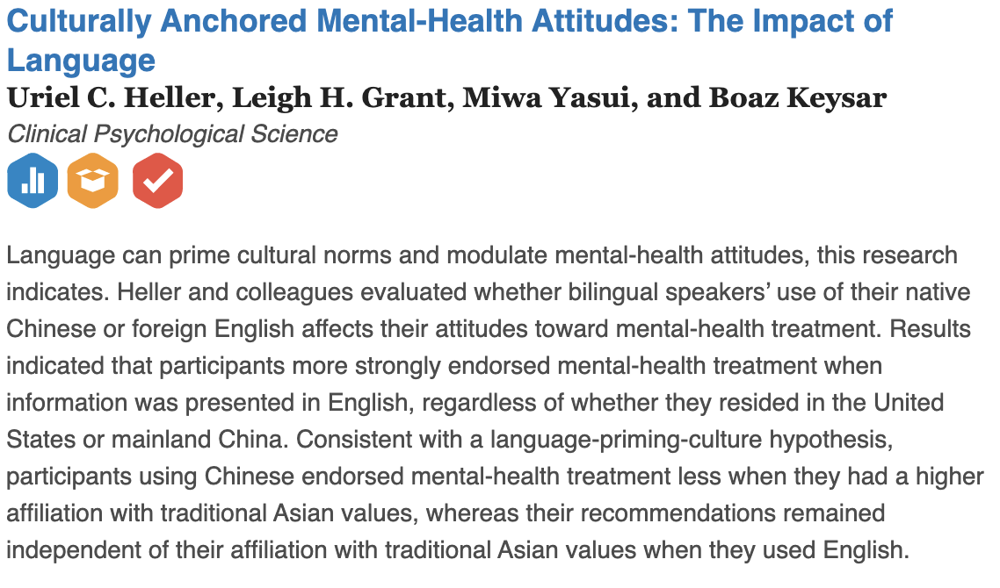 Culturally Anchored Mental-Health Attitudes: The Impact of
Language
Uriel C. Heller, Leigh H. Grant, Miwa Yasui, and Boaz Keysar
Clinical Psychological Science
Language can prime cultural norms and modulate mental-health attitudes, this research
indicates. Heller and colleagues evaluated whether bilingual speakers’ use of their native
Chinese or foreign English affects their attitudes toward mental-health treatment. Results
indicated that participants more strongly endorsed mental-health treatment when
information was presented in English, regardless of whether they resided in the United
States or mainland China. Consistent with a language-priming-culture hypothesis,
participants using Chinese endorsed mental-health treatment less when they had a higher
affiliation with traditional Asian values, whereas their recommendations remained
independent of their affiliation with traditional Asian values when they used English.